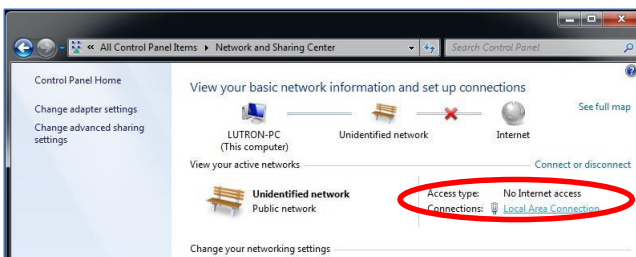 « All Control Panel Items ▸ Network and Sharing Center
Search Control Panel
Control Panel Home
Change adapter settings
Change advanced sharing
settings
View your basic network information and set up connections
See full map
LUTRON-PC
(This computer)
Unidentified network
Internet
View your active networks
Connect or disconnect
Unidentified network
Public network
Access type: No Internet access
Connections: Local Area Connection
Change your networking settings